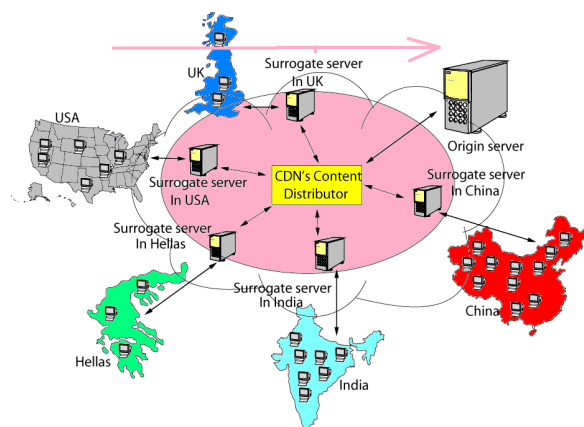 UK
Surrogate server
In UK
USA
Origin server
Surrogate server
In USA
CDN's Content
Distributor
Surrogate server
In China
Surrogate server
In Hellas
Surrogate server
In India
China
Hellas
India